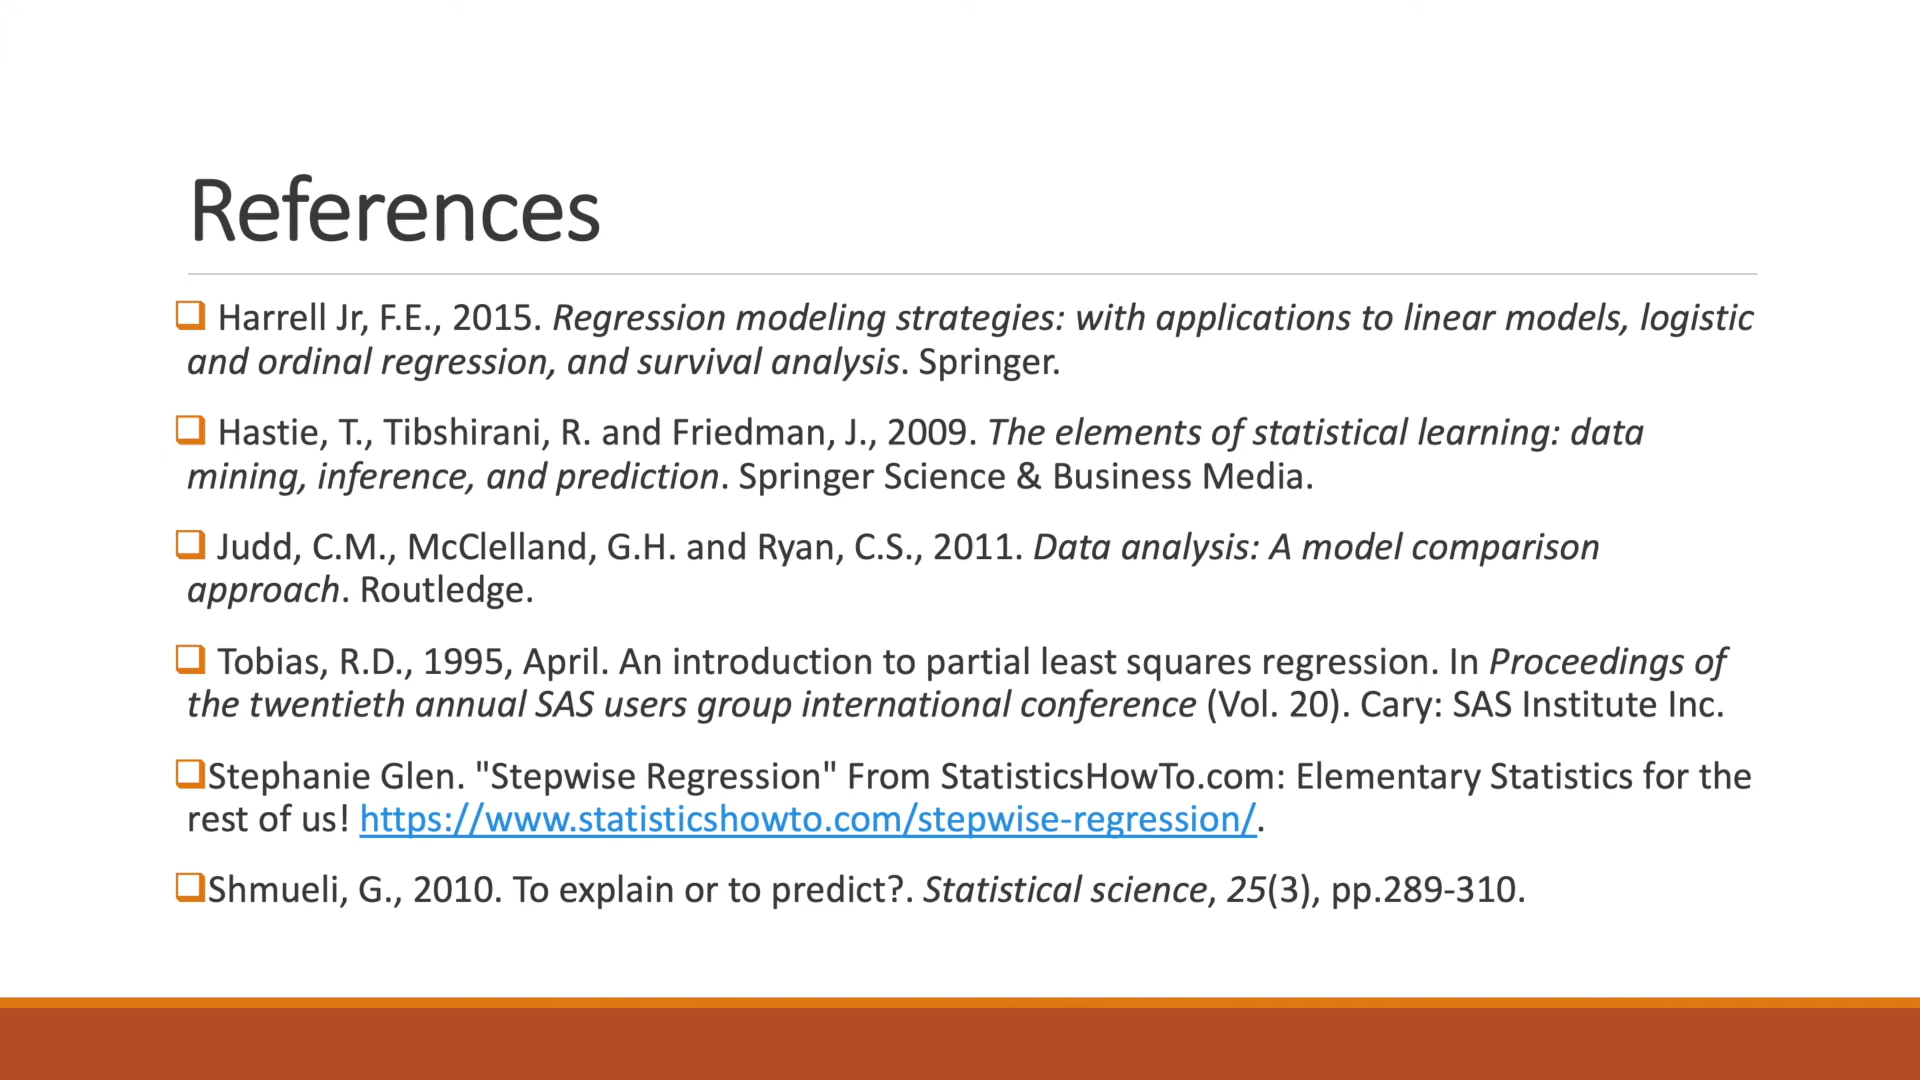 References
Harrell Jr, F.E., 2015. Regression modeling strategies: with applications to linear models, logistic
and ordinal regression, and survival analysis. Springer.
Hastie, T., Tibshirani, R. and Friedman, J., 2009. The elements of statistical learning: data
mining, inference, and prediction. Springer Science & Business Media.
Judd, C.M., McClelland, G.H. and Ryan, C.S., 2011. Data analysis: A model comparison
approach. Routledge.
Tobias, R.D., 1995, April. An introduction to partial least squares regression. In Proceedings of
the twentieth annual SAS users group international conference (Vol. 20). Cary: SAS Institute Inc.
Stephanie Glen. "Stepwise Regression" From StatisticsHowTo.com: Elementary Statistics for the
rest of us! https://www.statisticshowto.com/stepwise-regression/.
Shmueli, G., 2010. To explain or to predict?. Statistical science, 25(3), pp.289-310.